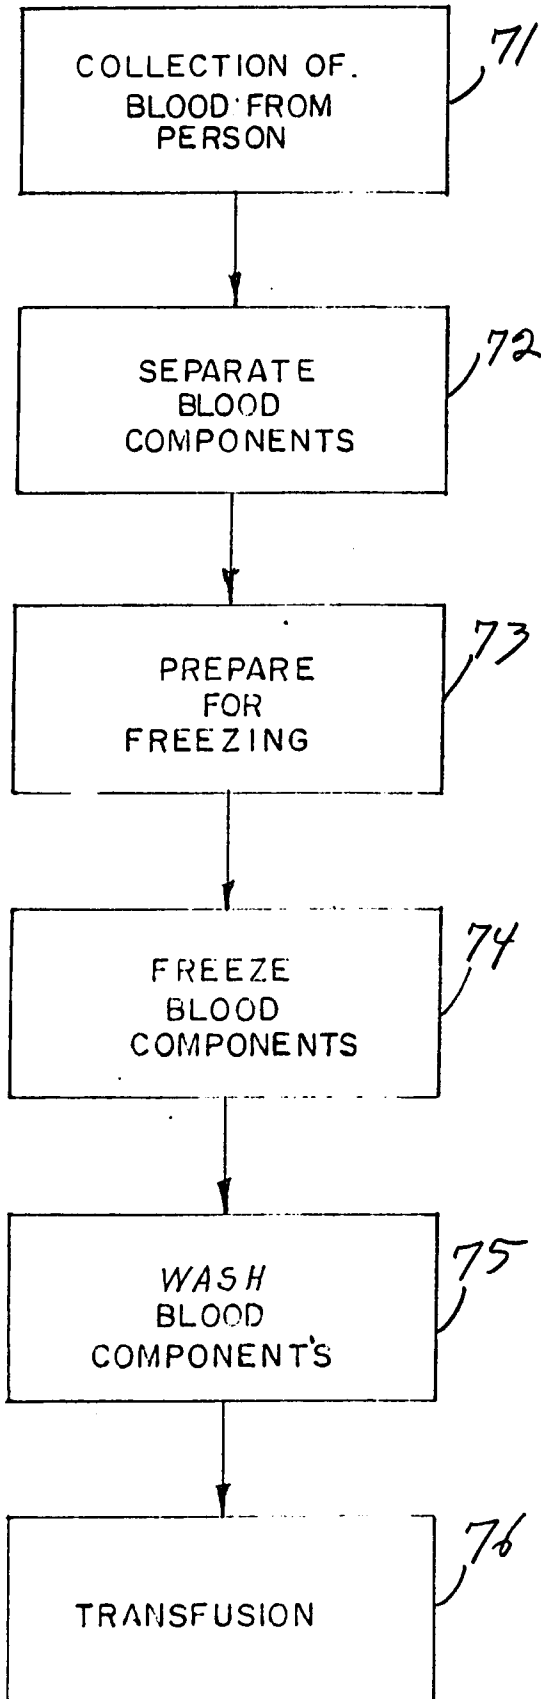 COLLECTION OF.
BLOOD FROM
PERSON
71
SEPARATE
BLOOD
COMPONENTS
72
PREPARE
FOR
FREEZING
73
FREEZE
BLOOD
COMPONENTS
74
WASH
BLOOD
COMPONENT'S
75
TRANSFUSION
76